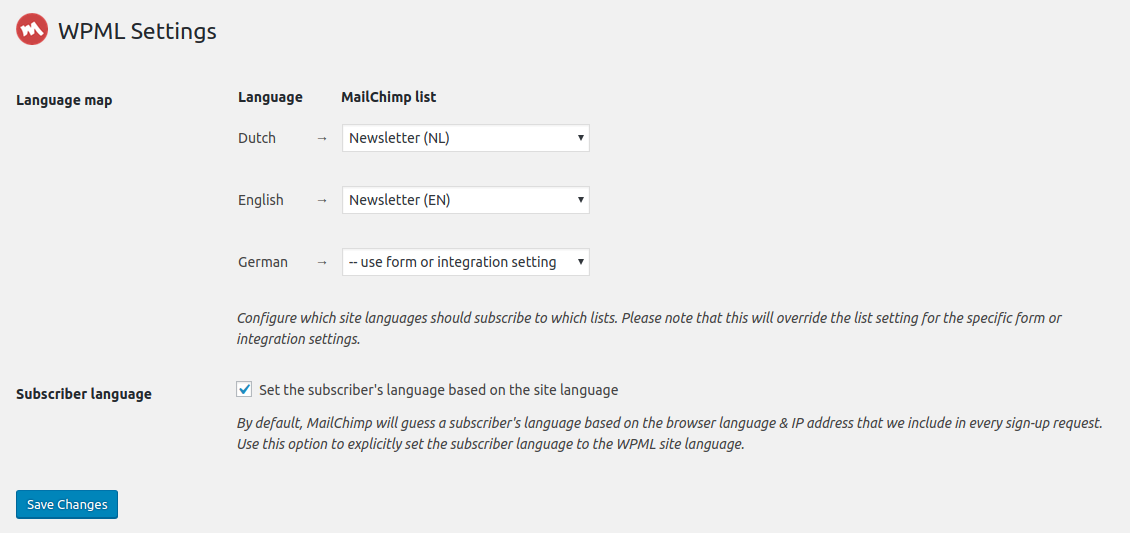 WPML Settings
Language map
Language MailChimp list
Dutch → Newsletter (NL)
English → Newsletter (EN)
German → -- use form or integration setting
Configure which site languages should subscribe to which lists. Please note that this will override the list setting for the specific form or
integration settings.
Subscriber language
Set the subscriber's language based on the site language
By default, MailChimp will guess a subscriber's language based on the browser language & IP address that we include in every sign-up request.
Use this option to explicitly set the subscriber language to the WPML site language.
Save Changes